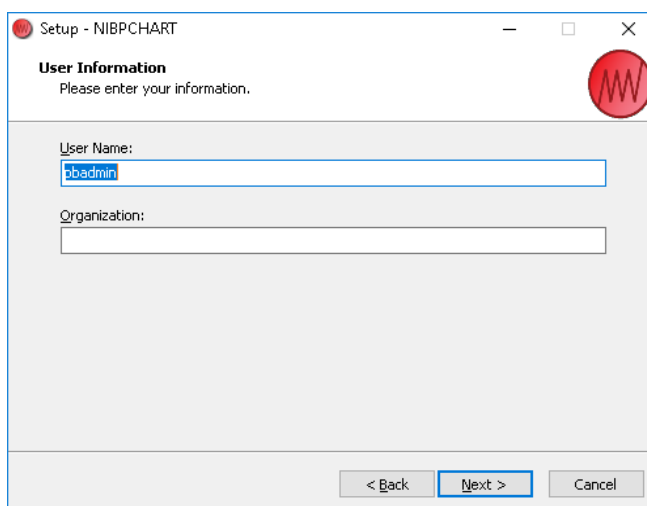 Setup - NIBPCHART
User Information
Please enter your information.
User Name:
pbadmin
Organization:
< Back
Next >
Cancel